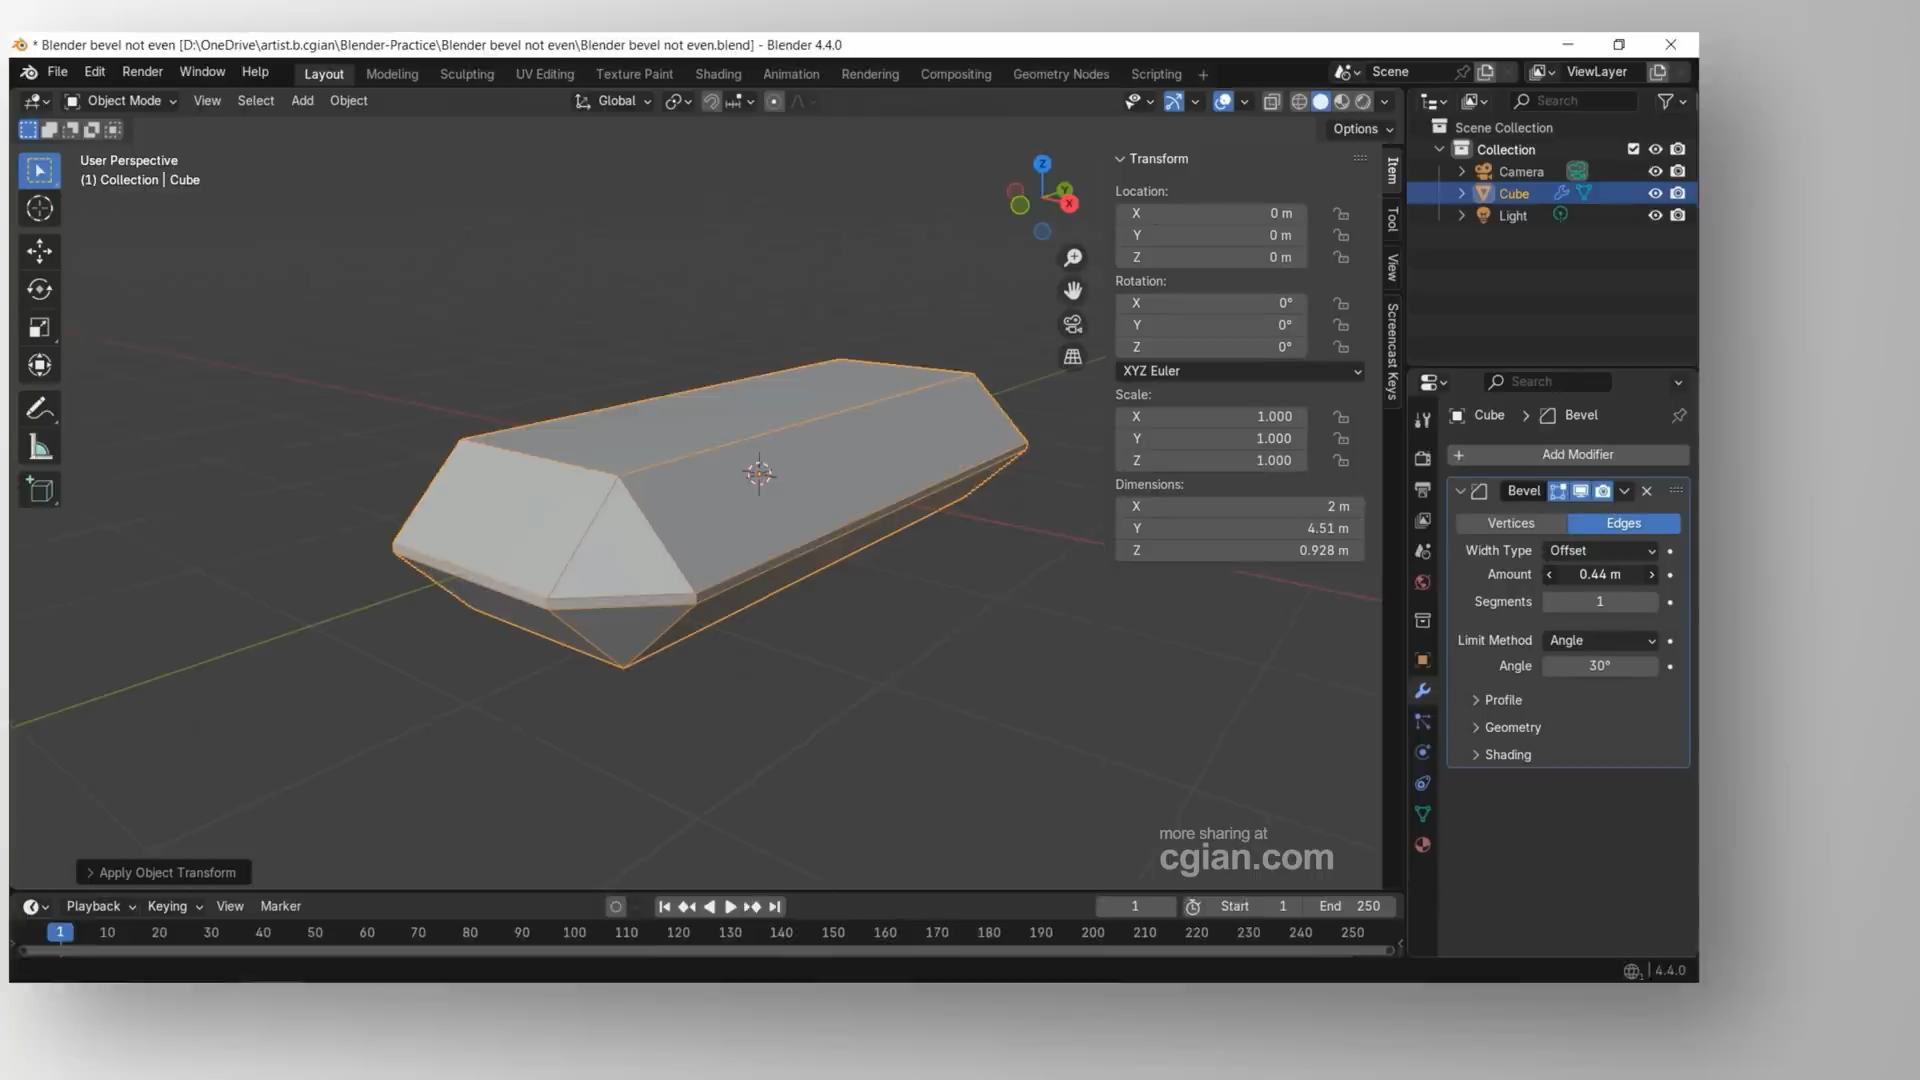 * Blender bevel not even [D:\OneDrive\artist.b.cgian\Blender-Practice\Blender bevel not even\Blender bevel not even.blend] - Blender 4.4.0
File Edit Render Window Help Layout Modeling Sculpting UV Editing Texture Paint Shading Animation Rendering Compositing Geometry Nodes Scripting + Scene ViewLayer
Object Mode View Select Add Object Global Search
Options
User Perspective
(1) Collection | Cube
Z
Y
X
Transform
Location:
X 0 m
Y 0 m
Z 0 m
Rotation:
X 0°
Y 0°
Z 0°
XYZ Euler
Scale:
X 1.000
Y 1.000
Z 1.000
Dimensions:
X 2 m
Y 4.51 m
Z 0.928 m
Item
Tool
View
Screencast Keys
Scene Collection
Collection
Camera
Cube
Light
Search
Cube > Bevel
+ Add Modifier
Bevel
Vertices Edges
Width Type Offset
Amount 0.44 m
Segments 1
Limit Method Angle
Angle 30°
Profile
Geometry
Shading
more sharing at
cgian.com
Apply Object Transform
Playback Keying View Marker 1 Start 1 End 250
1 10 20 30 40 50 60 70 80 90 100 110 120 130 140 150 160 170 180 190 200 210 220 230 240 250
4.4.0